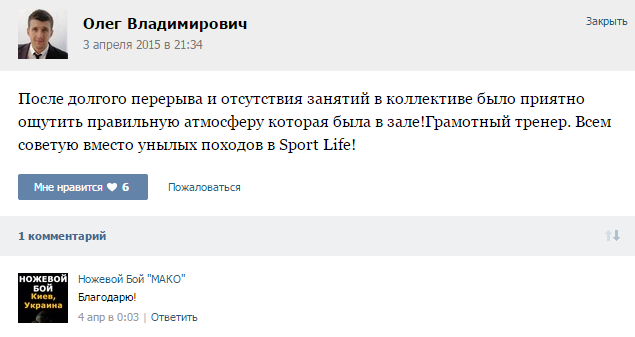 Олег Владимирович
Закрыть
3 апреля 2015 в 21:34
После долгого перерыва и отсутствия занятий в коллективе было приятно
ощутить правильную атмосферу которая была в зале!Грамотный тренер. Всем
советую вместо унылых походов в Sport Life!
Мне нравится 6 Пожаловаться
1 комментарий
НОЖЕВОЙ
БОЙ
Киев,
Украина
Ножевой Бой "МАКО"
Благодарю!
4 апр в 0:03 | Ответить